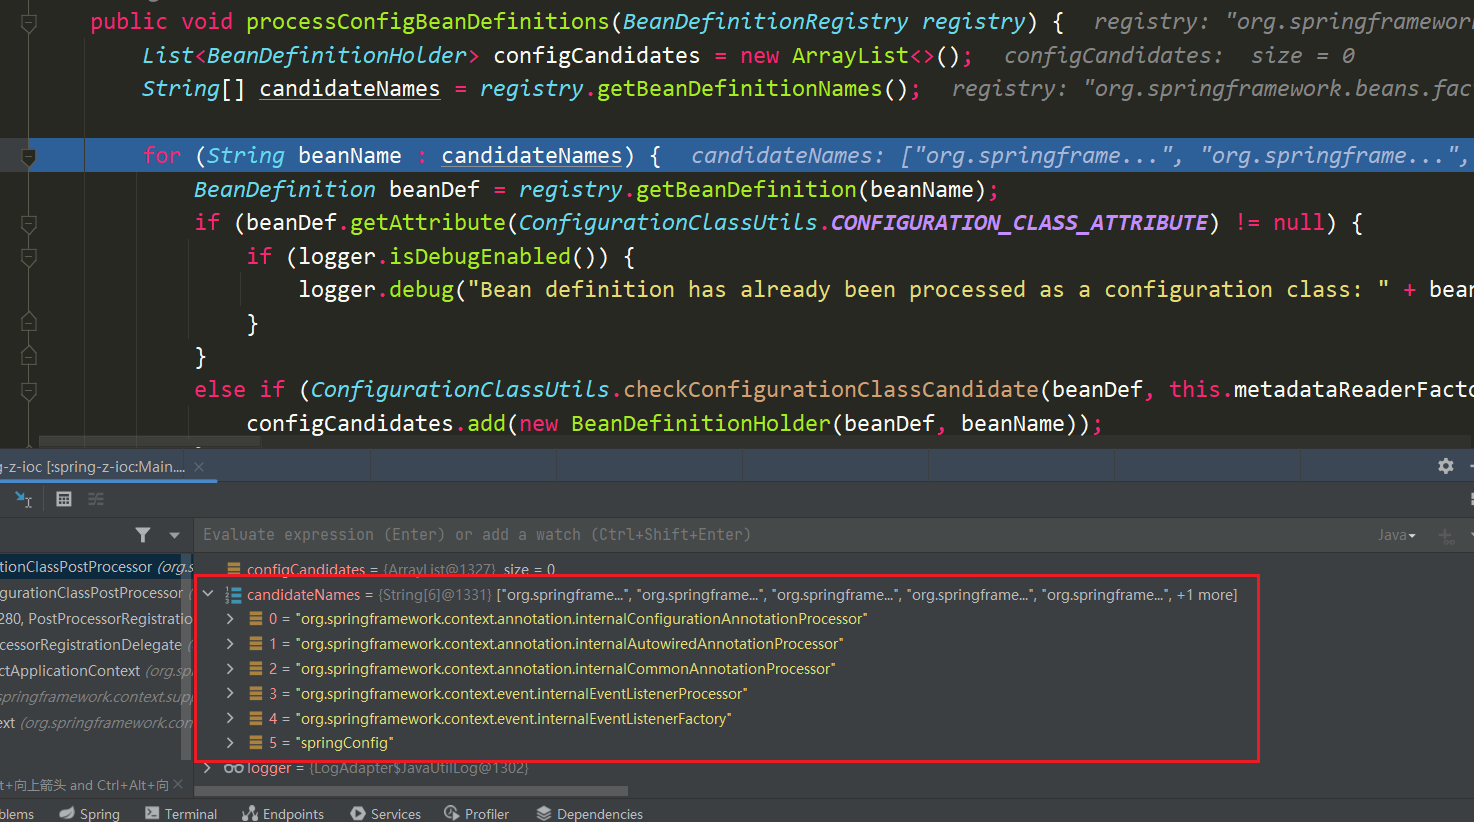 public void processConfigBeanDefinitions(BeanDefinitionRegistry registry) {  registry: "org.springframework
List<BeanDefinitionHolder> configCandidates = new ArrayList<>();  configCandidates:  size = 0
String[] candidateNames = registry.getBeanDefinitionNames();  registry: "org.springframework.beans.fac
for (String beanName : candidateNames) {  candidateNames: ["org.springframe...", "org.springframe...",
BeanDefinition beanDef = registry.getBeanDefinition(beanName);
if (beanDef.getAttribute(ConfigurationClassUtils.CONFIGURATION_CLASS_ATTRIBUTE) != null) {
if (logger.isDebugEnabled()) {
logger.debug("Bean definition has already been processed as a configuration class: " + bean
}
}
else if (ConfigurationClassUtils.checkConfigurationClassCandidate(beanDef, this.metadataReaderFacto
configCandidates.add(new BeanDefinitionHolder(beanDef, beanName));
g-z-ioc [:spring-z-ioc:Main....
Evaluate expression (Enter) or add a watch (Ctrl+Shift+Enter)
Java
tionClassPostProcessor (org.s
configCandidates = {ArrayList@1327}  size = 0
igurationClassPostProcessor (
candidateNames = {String[6]@1331} ["org.springframe...", "org.springframe...", "org.springframe...", "org.springframe...", "org.springframe...", +1 more]
280, PostProcessorRegistratio
0 = "org.springframework.context.annotation.internalConfigurationAnnotationProcessor"
cessorRegistrationDelegate (
1 = "org.springframework.context.annotation.internalAutowiredAnnotationProcessor"
ctApplicationContext (org.sp
2 = "org.springframework.context.annotation.internalCommonAnnotationProcessor"
springframework.context.sup
3 = "org.springframework.context.event.internalEventListenerProcessor"
ext (org.springframework.con
4 = "org.springframework.context.event.internalEventListenerFactory"
5 = "springConfig"
logger = {LogAdapter$JavaUtilLog@1302}
lt+向上箭头 and Ctrl+Alt+向
blems Spring Terminal Endpoints Services Profiler Dependencies